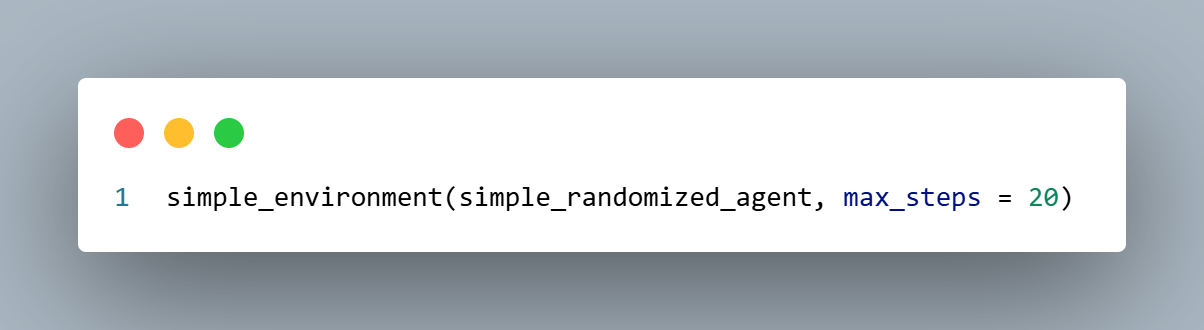 1 simple_environment(simple_randomized_agent, max_steps = 20)